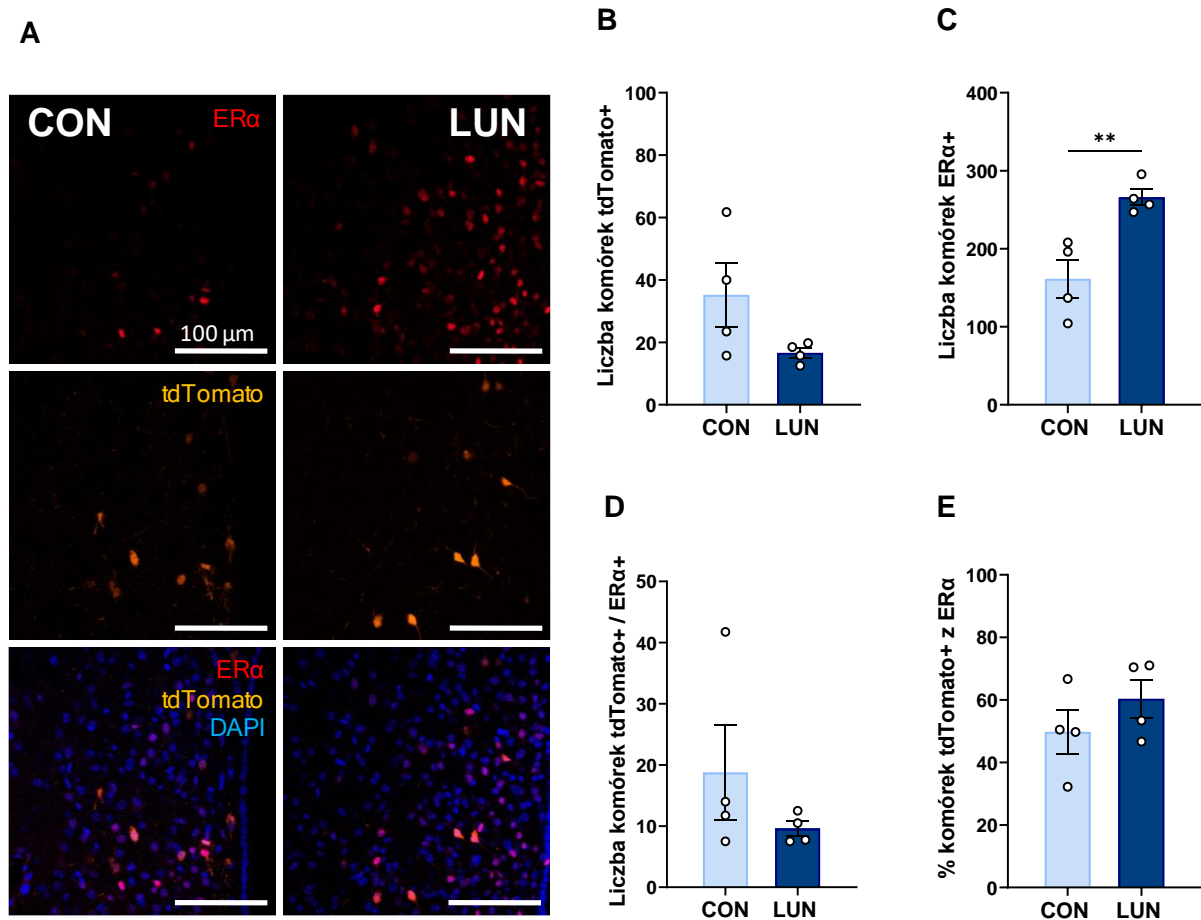 A
CON
ERα
LUN
100 µm
tdTomato
ERα
tdTomato
DAPI
B
Liczba komórek tdTomato+
100
80
60
40
20
0
CON LUN
C
Liczba komórek ERα+
400
300
200
100
0
**
CON LUN
D
Liczba komórek tdTomato+ / ERα+
50
40
30
20
10
0
CON LUN
E
% komórek tdTomato+ z ERα
100
80
60
40
20
0
CON LUN